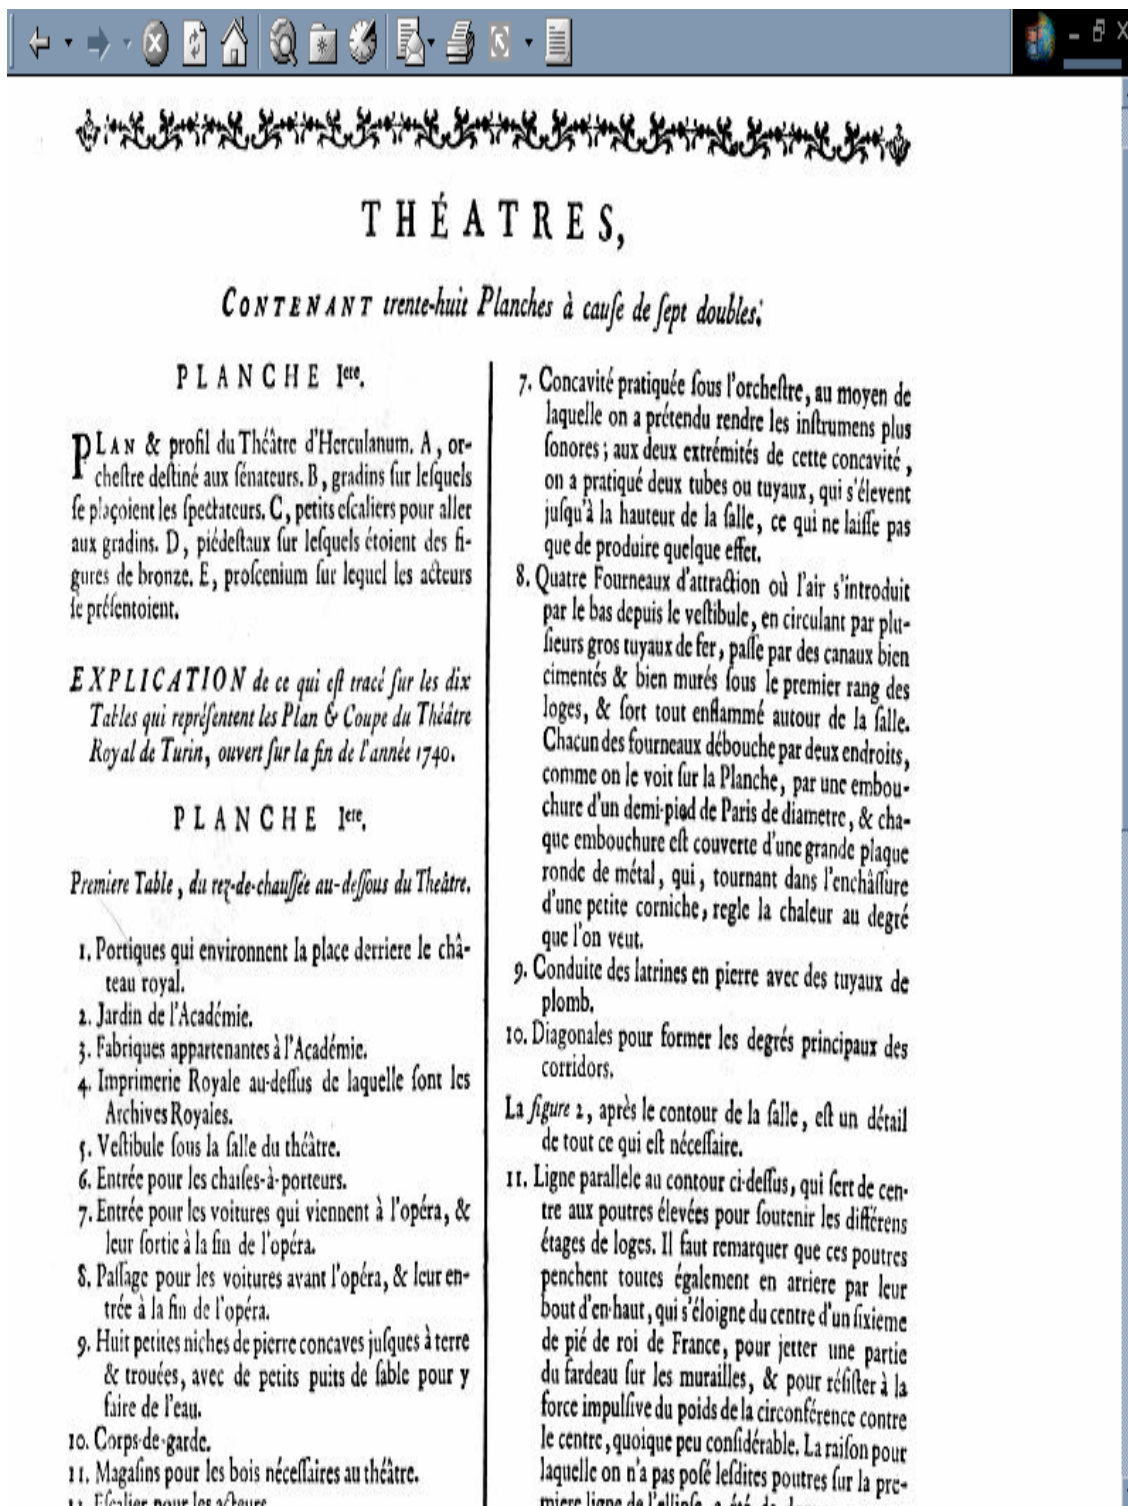 THÉATRES,
CONTENANT trente-huit Planches à cauſe de ſept doubles.
PLANCHE Iere.
PLAN & profil du Théâtre d'Herculanum. A, or-
cheſtre deſtiné aux ſénateurs. B, gradins ſur leſquels
ſe plaçoient les ſpectateurs. C, petits eſcaliers pour aller
aux gradins. D, piédeſtaux ſur leſquels étoient des fi-
gures de bronze. E, proſcenium ſur lequel les acteurs
ſe préſentoient.
EXPLICATION de ce qui eſt tracé ſur les dix
Tables qui repréſentent les Plan & Coupe du Théâtre
Royal de Turin, ouvert ſur la fin de l'année 1740.
PLANCHE Iere.
Premiere Table, du rez-de-chauſſée au-deſſous du Theâtre.
1. Portiques qui environnent la place derriere le châ-
teau royal.
2. Jardin de l'Académie.
3. Fabriques appartenantes à l'Académie.
4. Imprimerie Royale au-deſſus de laquelle ſont les
Archives Royales.
5. Veſtibule ſous la ſalle du théâtre.
6. Entrée pour les chaiſes-à-porteurs.
7. Entrée pour les voitures qui viennent à l'opéra, &
leur ſortie à la fin de l'opéra.
8. Paſſage pour les voitures avant l'opéra, & leur en-
trée à la fin de l'opéra.
9. Huit petites niches de pierre concaves juſques à terre
& trouées, avec de petits puits de ſable pour y
faire de l'eau.
10. Corps-de-garde.
11. Magaſins pour les bois néceſſaires au théâtre.
12. Eſcalier pour les acteurs.
7. Concavité pratiquée ſous l'orcheſtre, au moyen de
laquelle on a prétendu rendre les inſtrumens plus
ſonores; aux deux extrémités de cette concavité,
on a pratiqué deux tubes ou tuyaux, qui s'élevent
juſqu'à la hauteur de la ſalle, ce qui ne laiſſe pas
que de produire quelque effet.
8. Quatre Fourneaux d'attraction où l'air s'introduit
par le bas depuis le veſtibule, en circulant par plu-
ſieurs gros tuyaux de fer, paſſe par des canaux bien
cimentés & bien murés ſous le premier rang des
loges, & ſort tout enflammé autour de la ſalle.
Chacun des fourneaux débouche par deux endroits,
comme on le voit ſur la Planche, par une embou-
chure d'un demi-pied de Paris de diametre, & cha-
que embouchure eſt couverte d'une grande plaque
ronde de métal, qui, tournant dans l'enchâſſure
d'une petite corniche, regle la chaleur au degré
que l'on veut.
9. Conduite des latrines en pierre avec des tuyaux de
plomb.
10. Diagonales pour former les degrés principaux des
corridors.
La figure 2, après le contour de la ſalle, eſt un détail
de tout ce qui eſt néceſſaire.
11. Ligne parallele au contour ci-deſſus, qui ſert de cen-
tre aux poutres élevées pour ſoutenir les différens
étages de loges. Il faut remarquer que ces poutres
penchent toutes également en arriere par leur
bout d'en-haut, qui s'éloigne du centre d'un ſixieme
de pié de roi de France, pour jetter une partie
du fardeau ſur les murailles, & pour réſiſter à la
force impulſive du poids de la circonférence contre
le centre, quoique peu conſidérable. La raiſon pour
laquelle on n'a pas poſé leſdites poutres ſur la pre-
miere ligne de l'ellipſe, a été de